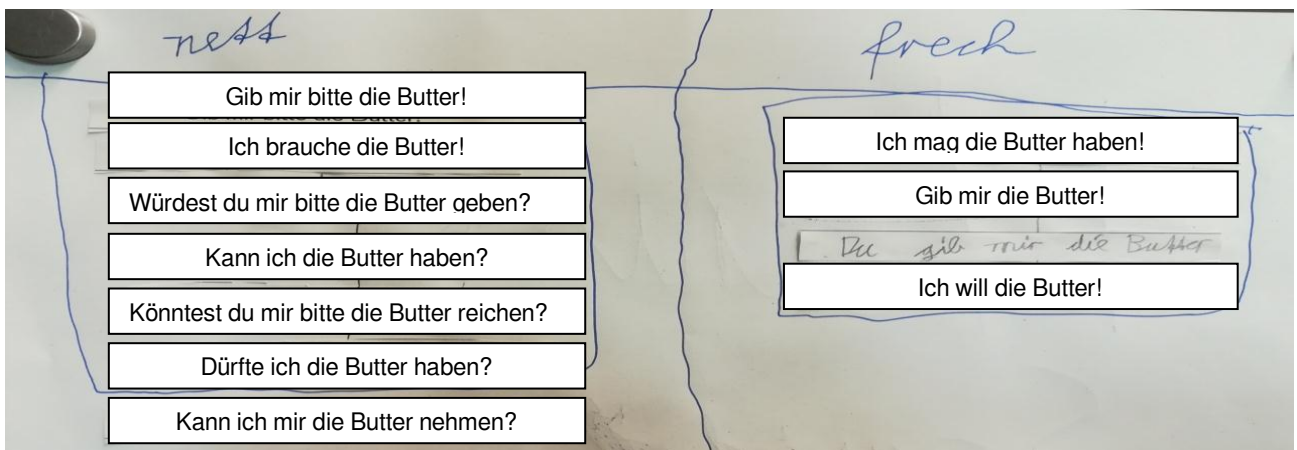 nett
Gib mir bitte die Butter!
Ich brauche die Butter!
Würdest du mir bitte die Butter geben?
Kann ich die Butter haben?
Könntest du mir bitte die Butter reichen?
Dürfte ich die Butter haben?
Kann ich mir die Butter nehmen?
frech
Ich mag die Butter haben!
Gib mir die Butter!
Du gib mir die Butter
Ich will die Butter!